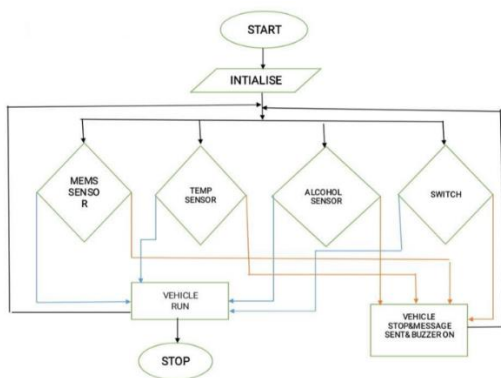 START
INTIALISE
MEMS
SENSO
R
TEMP
SENSOR
ALCOHOL
SENSOR
SWITCH
VEHICLE
RUN
VEHICLE
STOP&MESSAGE
SENT& BUZZER ON
STOP